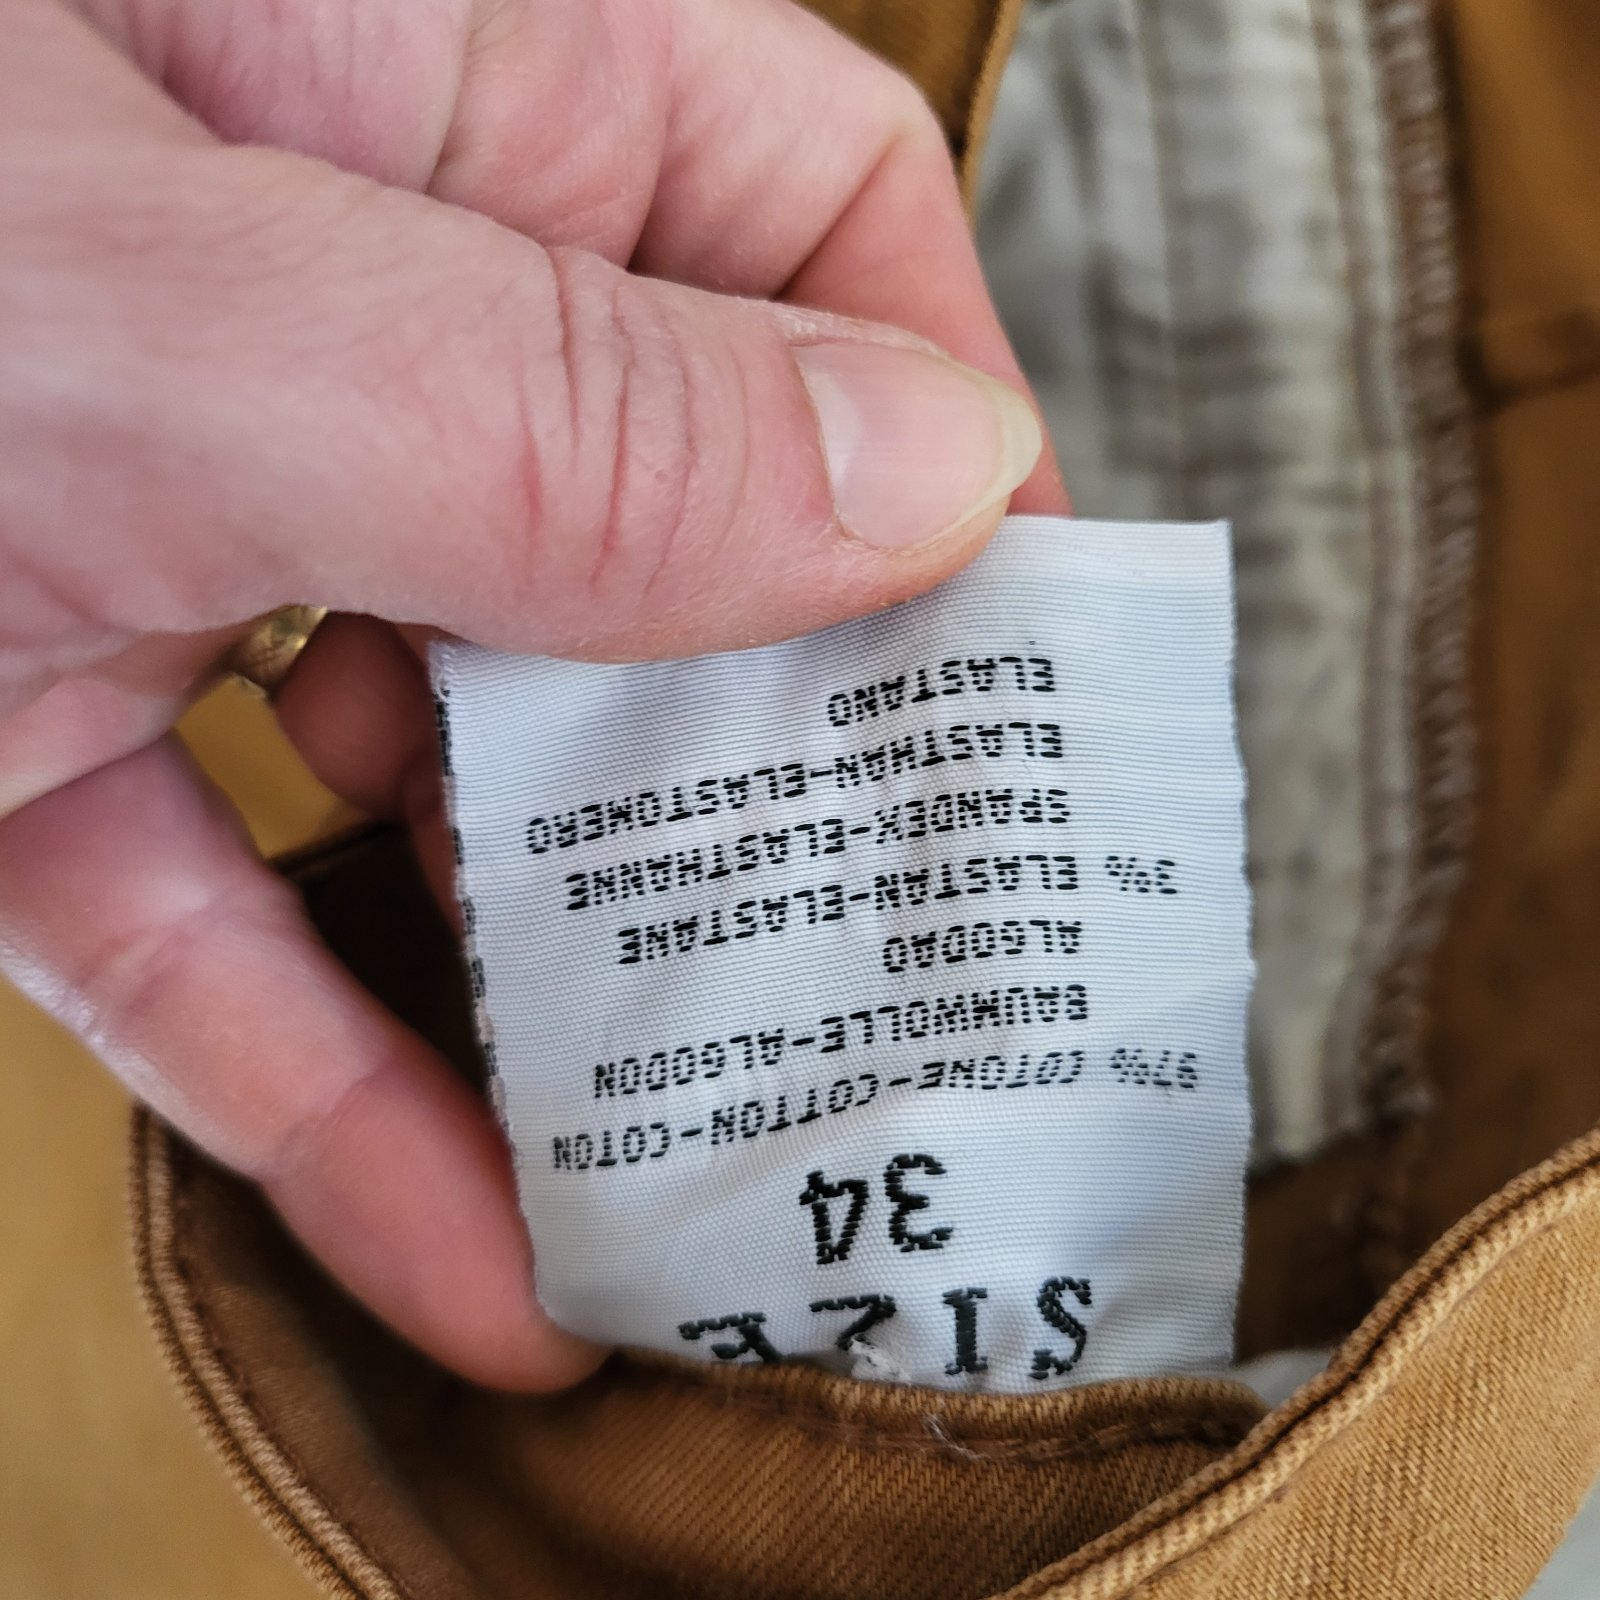 SIZE
34
97% COTONE-COTTON-COTON
BAUMWOLLE-ALGODON
ALGODAO
3% ELASTAN-ELASTANE
SPANDEX-ELASTHANNE
ELASTHAN-ELASTOMERO
ELASTANO